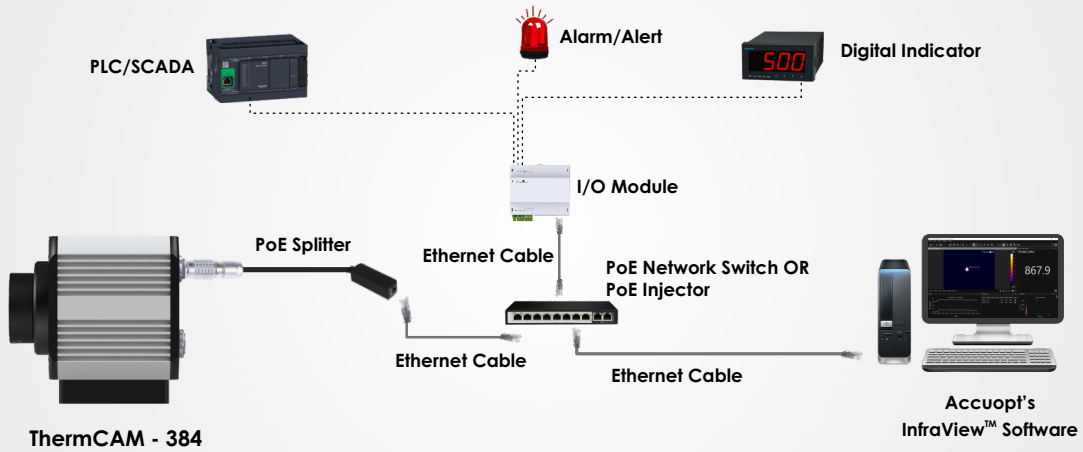 Alarm/Alert
Digital Indicator
PLC/SCADA
500
I/O Module
PoE Splitter
Ethernet Cable
PoE Network Switch OR
PoE Injector
867.9
Ethernet Cable
Ethernet Cable
Accuopt's
InfraView™ Software
ThermCAM - 384